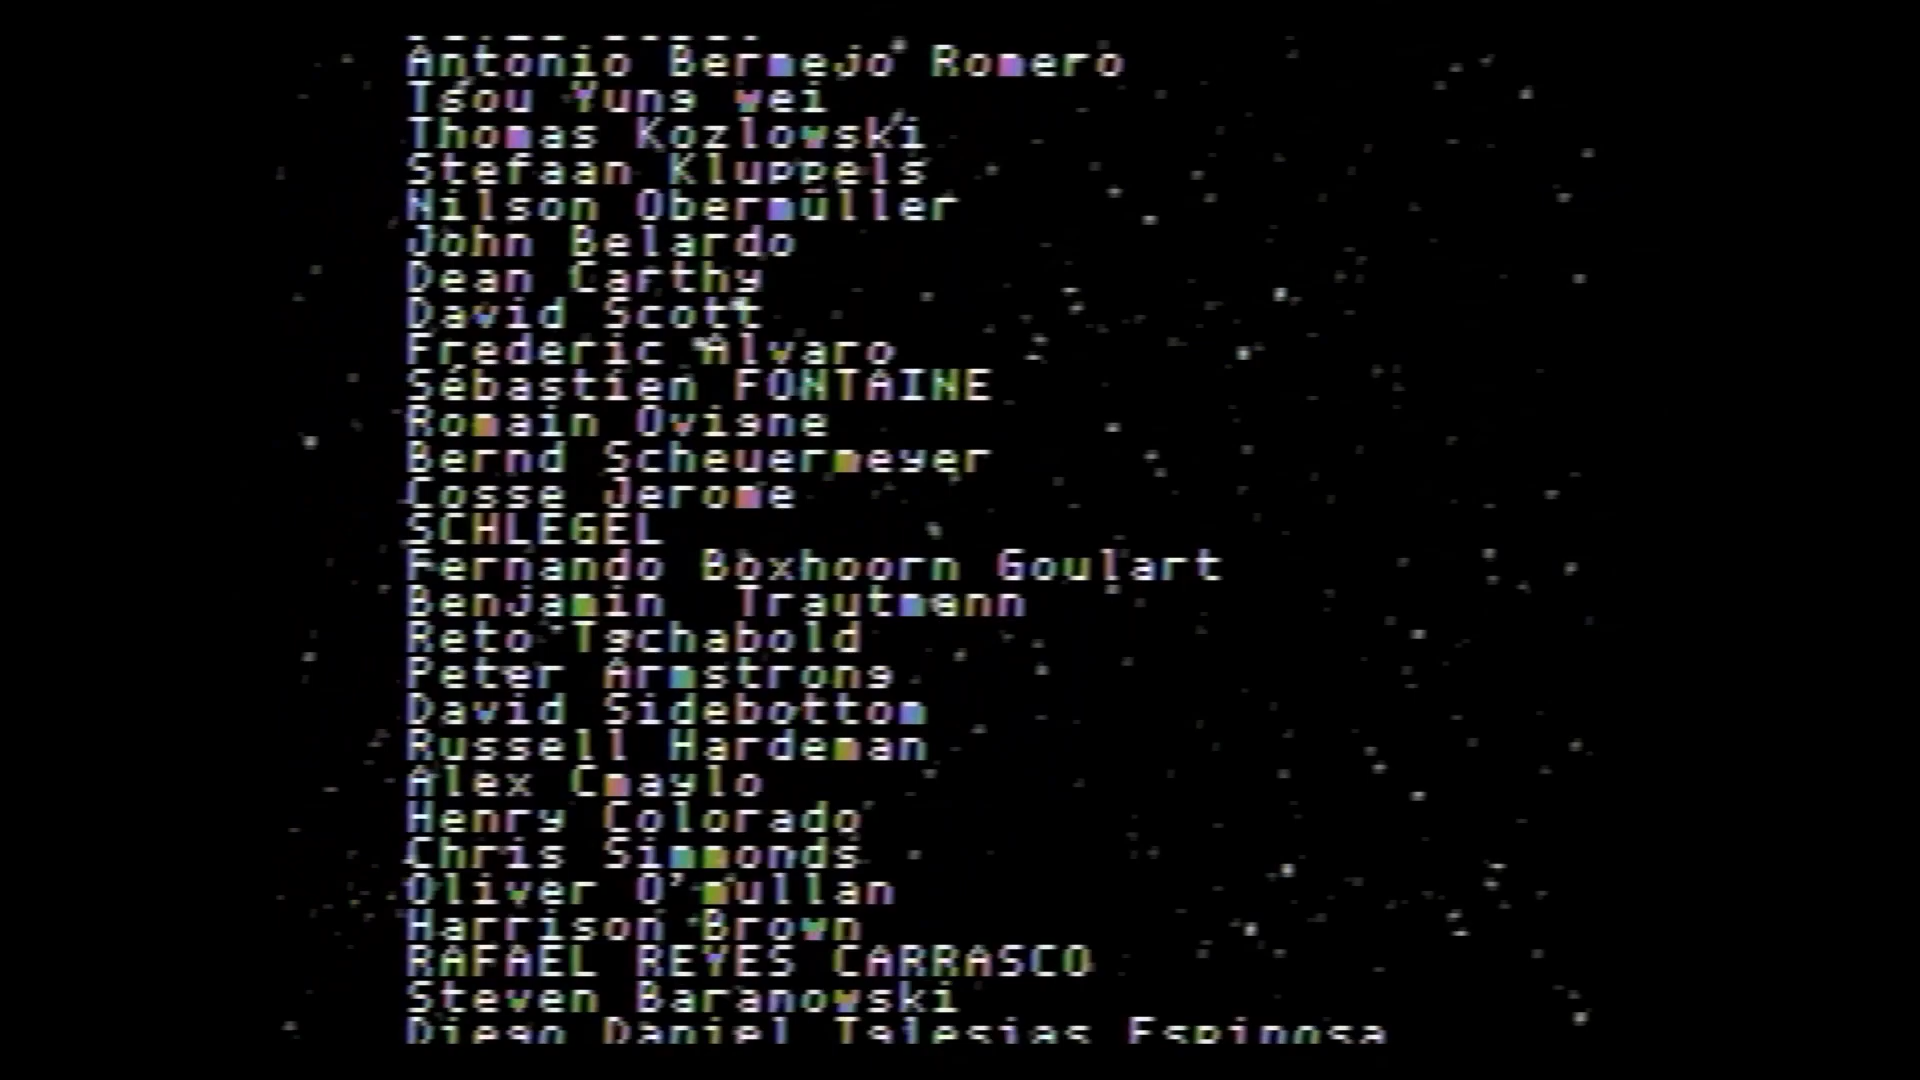 Antonio Bermejo Romero
Tsou Yung wei
Thomas Kozlowski
Stefaan Kluppels
Nilson Obermüller
John Belardo
Dean Carthy
David Scott
Frederic Alvaro
Sébastien FONTAINE
Romain Ovigne
Bernd Scheuermeyer
Cosse Jerome
SCHLEGEL
Fernando Boxhoorn Goulart
Benjamin Trautmann
Reto Tschabold
Peter Armstrong
David Sidebottom
Russell Hardeman
Alex Cmaylo
Henry Colorado
Chris Simmonds
Oliver O'mullan
Harrison Brown
RAFAEL REYES CARRASCO
Steven Baranowski
Diego Daniel Iglesias Espinosa